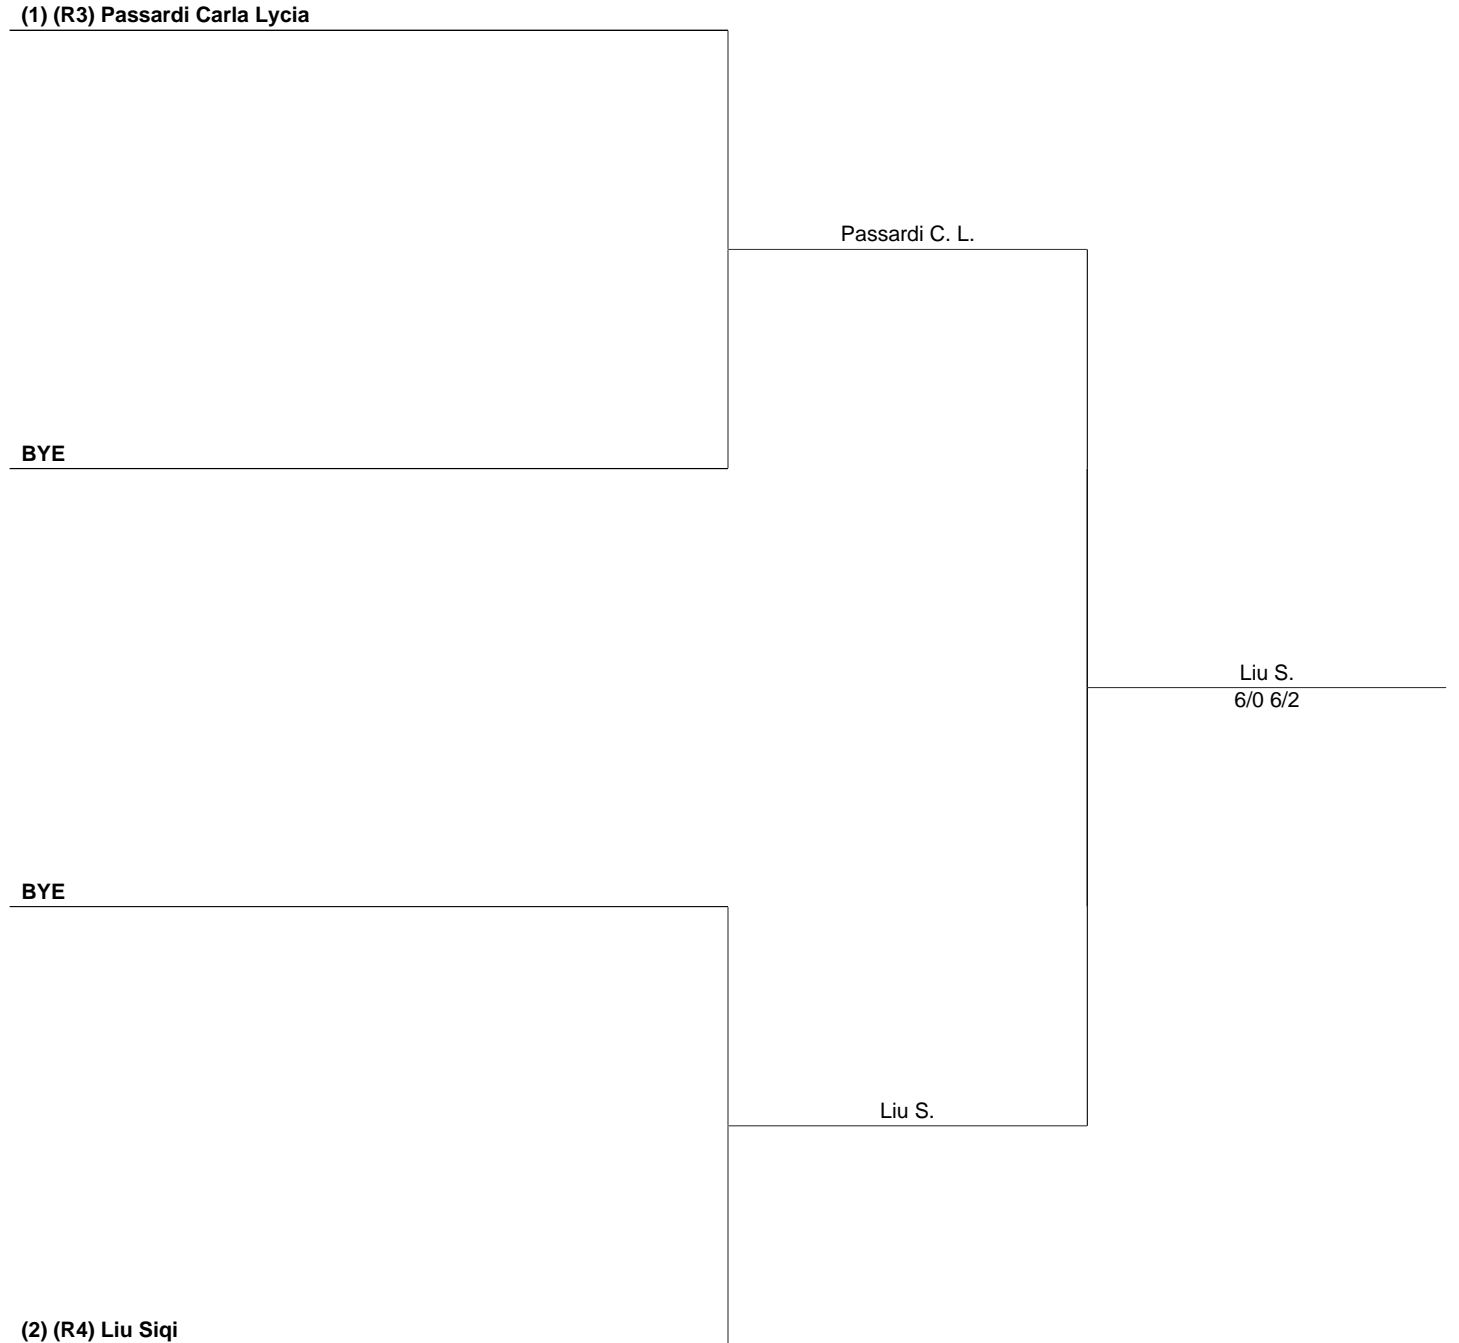 (1) (R3) Passardi Carla Lycia
Passardi C. L.
BYE
Liu S.
6/0 6/2
BYE
Liu S.
(2) (R4) Liu Siqi